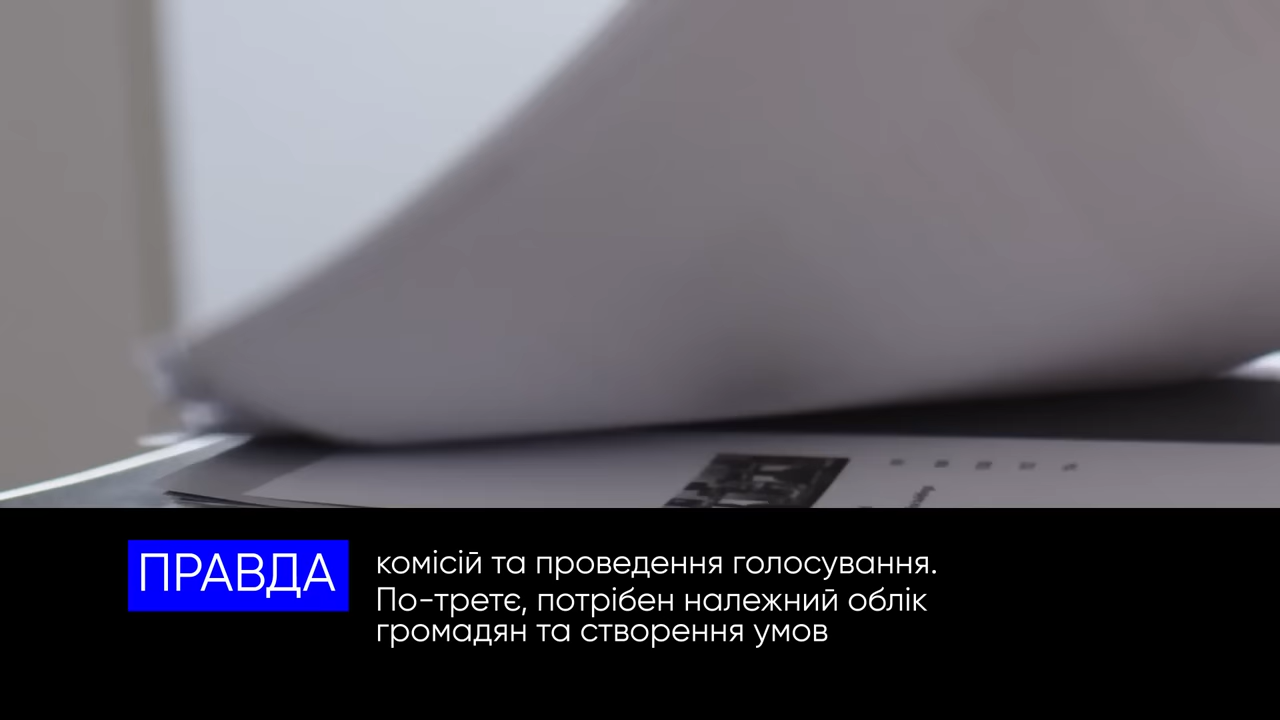 ПРАВДА
комісій та проведення голосування.
По-третє, потрібен належний облік
громадян та створення умов